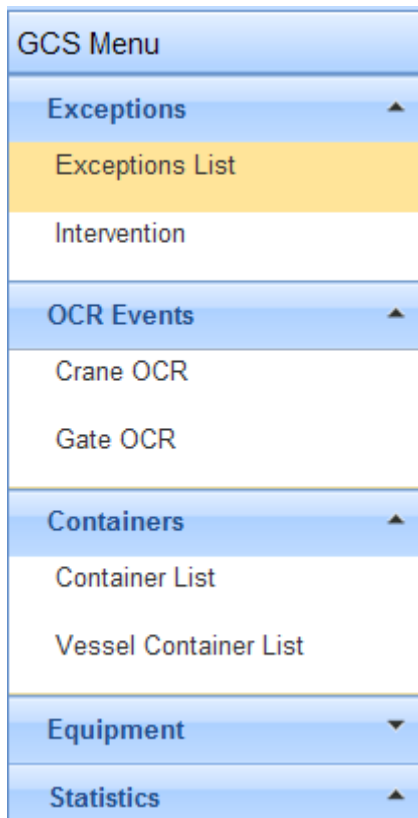 GCS Menu
Exceptions
Exceptions List
Intervention
OCR Events
Crane OCR
Gate OCR
Containers
Container List
Vessel Container List
Equipment
Statistics